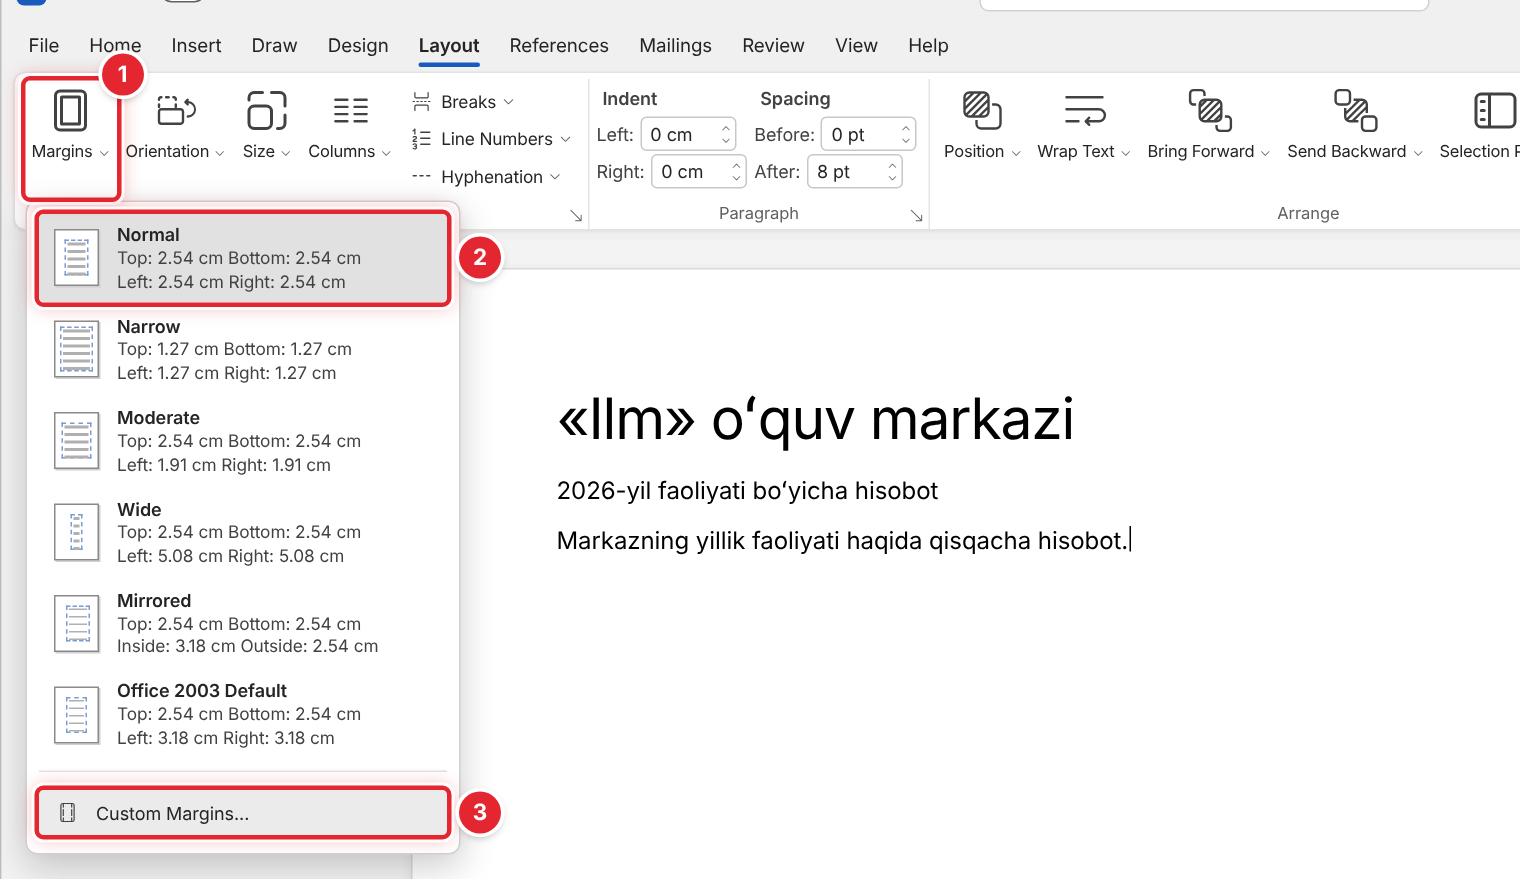 File Home Insert Draw Design Layout References Mailings Review View Help
1
Margins Orientation Size Columns
Breaks
Line Numbers
Hyphenation
Indent Spacing
Left: 0 cm Before: 0 pt
Right: 0 cm After: 8 pt
Paragraph
Position Wrap Text Bring Forward Send Backward Selection
Arrange
Normal
Top: 2.54 cm Bottom: 2.54 cm
Left: 2.54 cm Right: 2.54 cm
2
Narrow
Top: 1.27 cm Bottom: 1.27 cm
Left: 1.27 cm Right: 1.27 cm
Moderate
Top: 2.54 cm Bottom: 2.54 cm
Left: 1.91 cm Right: 1.91 cm
Wide
Top: 2.54 cm Bottom: 2.54 cm
Left: 5.08 cm Right: 5.08 cm
Mirrored
Top: 2.54 cm Bottom: 2.54 cm
Inside: 3.18 cm Outside: 2.54 cm
Office 2003 Default
Top: 2.54 cm Bottom: 2.54 cm
Left: 3.18 cm Right: 3.18 cm
Custom Margins...
3
«llm» oʻquv markazi
2026-yil faoliyati boʻyicha hisobot
Markazning yillik faoliyati haqida qisqacha hisobot.